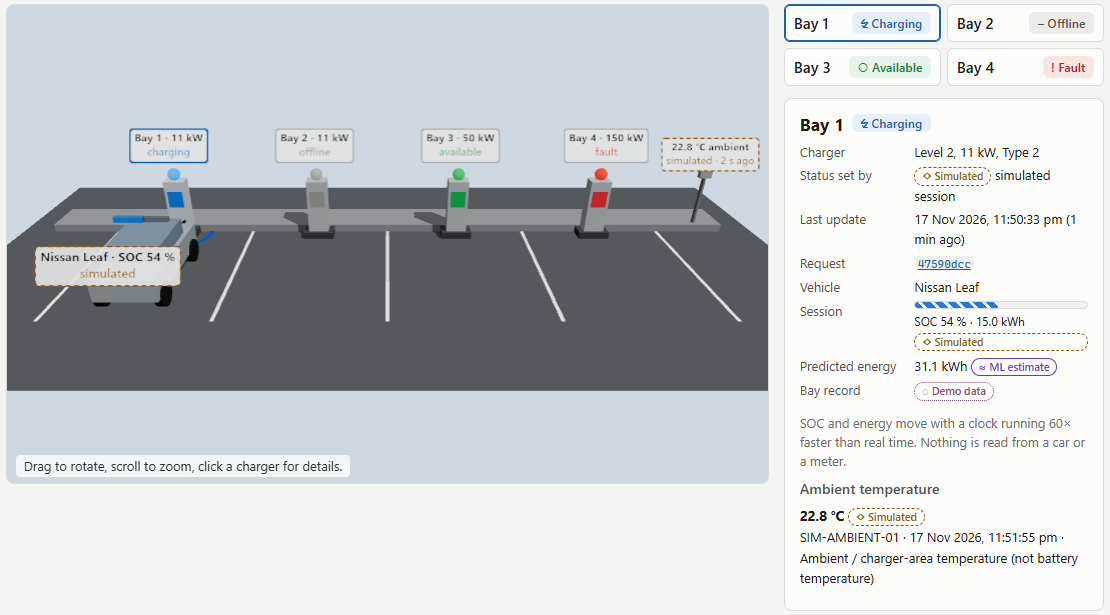 Bay 1 · 11 kW
charging
Bay 2 · 11 kW
offline
Bay 3 · 50 kW
available
Bay 4 · 150 kW
fault
22.8 °C ambient
simulated · 2 s ago
Nissan Leaf · SOC 54 %
simulated
Drag to rotate, scroll to zoom, click a charger for details.
Bay 1 Charging
Bay 2 – Offline
Bay 3 Available
Bay 4 ! Fault
Bay 1 Charging
Charger Level 2, 11 kW, Type 2
Status set by Simulated simulated
session
Last update 17 Nov 2026, 11:50:33 pm (1
min ago)
Request 47590dcc
Vehicle Nissan Leaf
Session
SOC 54 % · 15.0 kWh
Simulated
Predicted energy 31.1 kWh ≈ ML estimate
Bay record Demo data
SOC and energy move with a clock running 60×
faster than real time. Nothing is read from a car or
a meter.
Ambient temperature
22.8 °C Simulated
SIM-AMBIENT-01 · 17 Nov 2026, 11:51:55 pm ·
Ambient / charger-area temperature (not battery
temperature)